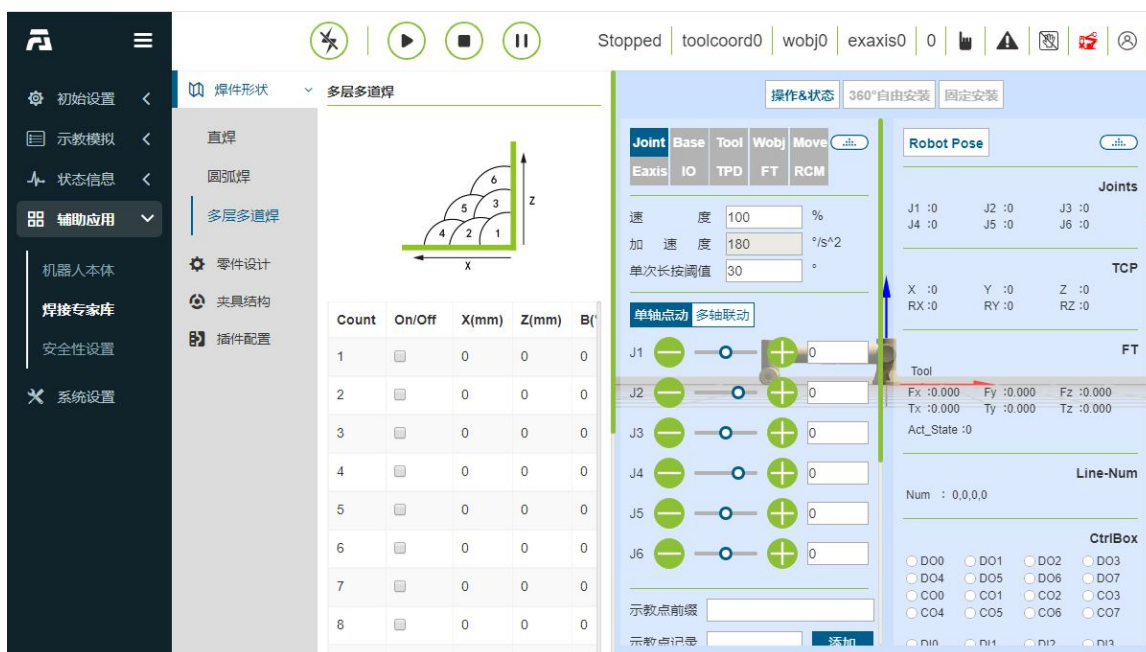 Stopped toolcoord0 wobj0 exaxis0 0
初始设置
示教模拟
状态信息
辅助应用
机器人本体
焊接专家库
安全性设置
系统设置
焊件形状
直焊
圆弧焊
多层多道焊
零件设计
夹具结构
插件配置
多层多道焊
6
5 3
4 2 1
Z
X
Count On/Off X(mm) Z(mm) B(°
1 0 0 0
2 0 0 0
3 0 0 0
4 0 0 0
5 0 0 0
6 0 0 0
7 0 0 0
8 0 0 0
操作&状态 360°自由安装 固定安装
Joint Base Tool Wobj Move
Eaxis IO TPD FT RCM
速 度 100 %
加 速 度 180 °/s^2
单次长按阈值 30 °
单轴点动 多轴联动
J1 0
J2 0
J3 0
J4 0
J5 0
J6 0
示教点前缀
示教点记录 添加
Robot Pose
Joints
J1 :0 J2 :0 J3 :0
J4 :0 J5 :0 J6 :0
TCP
X :0 Y :0 Z :0
RX :0 RY :0 RZ :0
FT
Tool
Fx :0.000 Fy :0.000 Fz :0.000
Tx :0.000 Ty :0.000 Tz :0.000
Act_State :0
Line-Num
Num : 0,0,0,0
CtrlBox
DO0 DO1 DO2 DO3
DO4 DO5 DO6 DO7
CO0 CO1 CO2 CO3
CO4 CO5 CO6 CO7
DI0 DI1 DI2 DI3